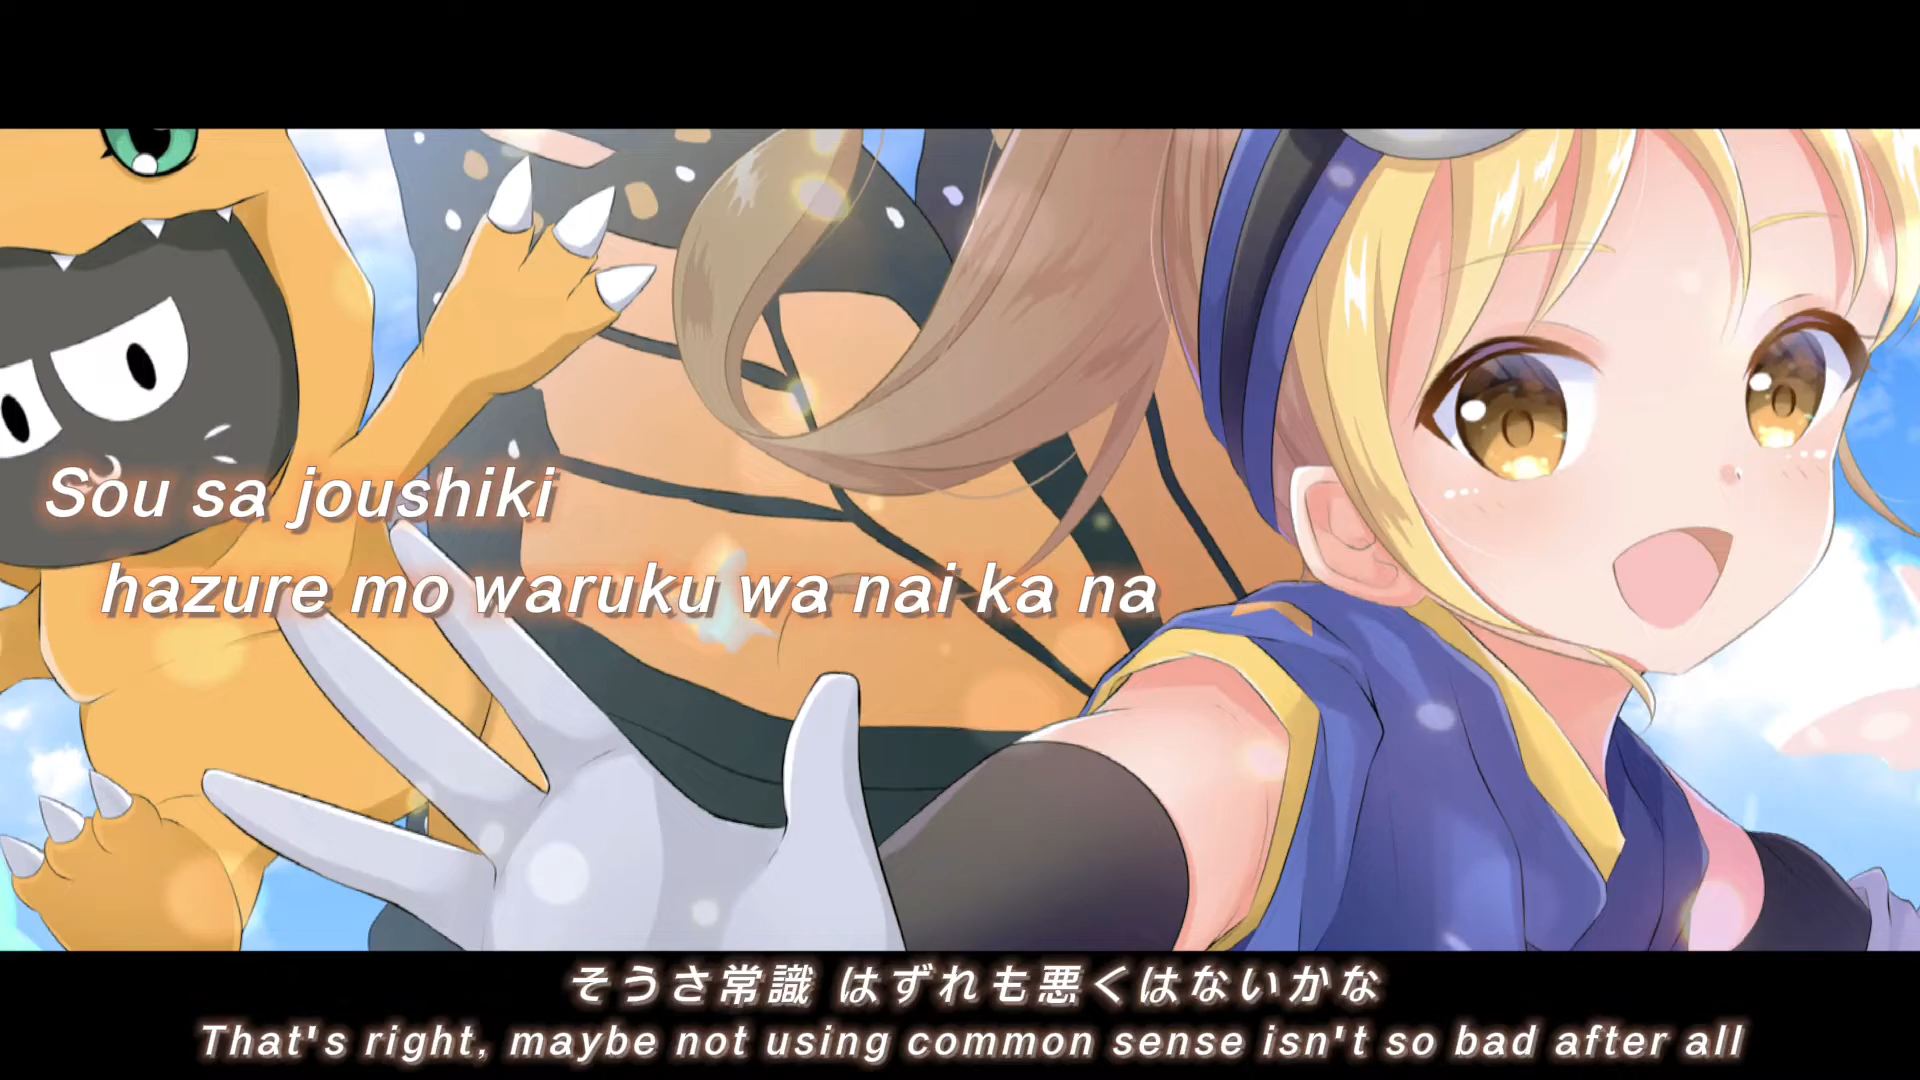 Sou sa joushiki
hazure mo waruku wa nai ka na
そうさ常識 はずれも悪くはないかな
That's right, maybe not using common sense isn't so bad after all